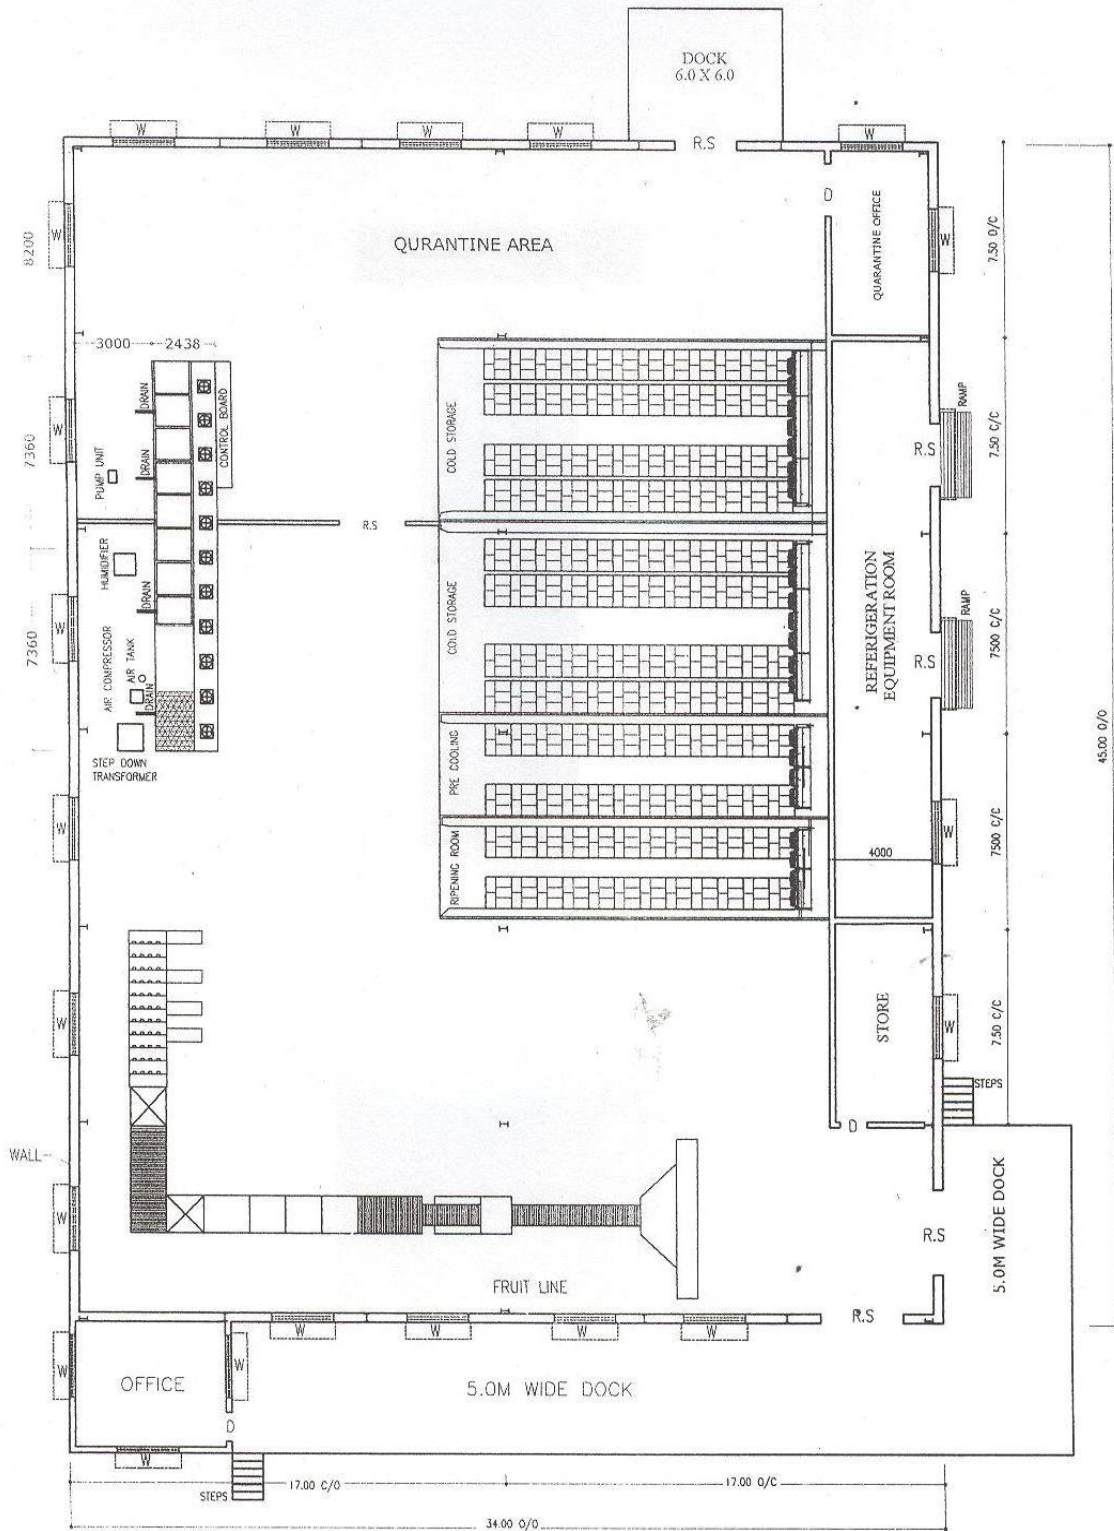 DOCK
6.0 X 6.0
W
W
W
W
R.S
W
D
QUARANTINE OFFICE
W
7.50 O/C
W
8200
QURANTINE AREA
3000
2438
DRAIN
DRAIN
PUMP UNIT
CONTROL BOARD
W
7360
COLD STORAGE
R.S
RAMP
7.50 C/C
R.S
HUMIDIFIER
DRAIN
W
7360
COLD STORAGE
REFERIGERATION
EQUIPMENT ROOM
R.S
RAMP
7500 C/C
AIR COMPRESSOR
AIR TANK
DRAIN
STEP DOWN
TRANSFORMER
PRE COOLING
45.00 O/O
W
RIPENING ROOM
4000
W
7500 C/C
W
STORE
W
7.50 C/C
STEPS
D
WALL
W
R.S
5.0M WIDE DOCK
FRUIT LINE
R.S
W
W
W
W
W
OFFICE
W
5.0M WIDE DOCK
D
W
STEPS
17.00 C/O
17.00 O/C
34.00 O/O